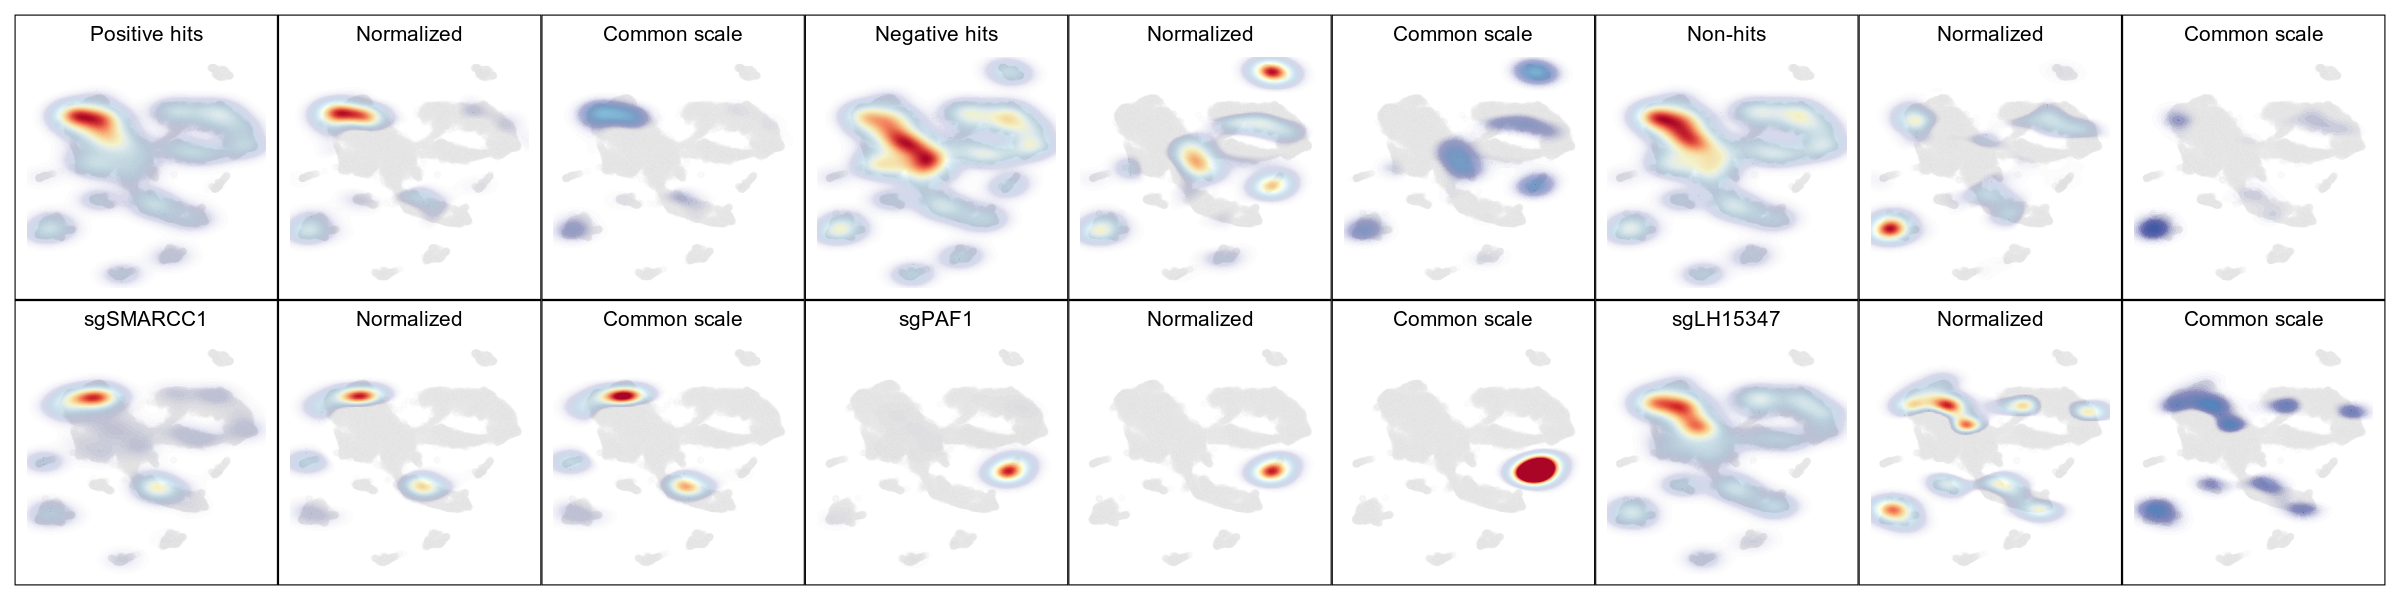 Positive hits
Normalized
Common scale
Negative hits
Normalized
Common scale
Non-hits
Normalized
Common scale
sgSMARCC1
Normalized
Common scale
sgPAF1
Normalized
Common scale
sgLH15347
Normalized
Common scale